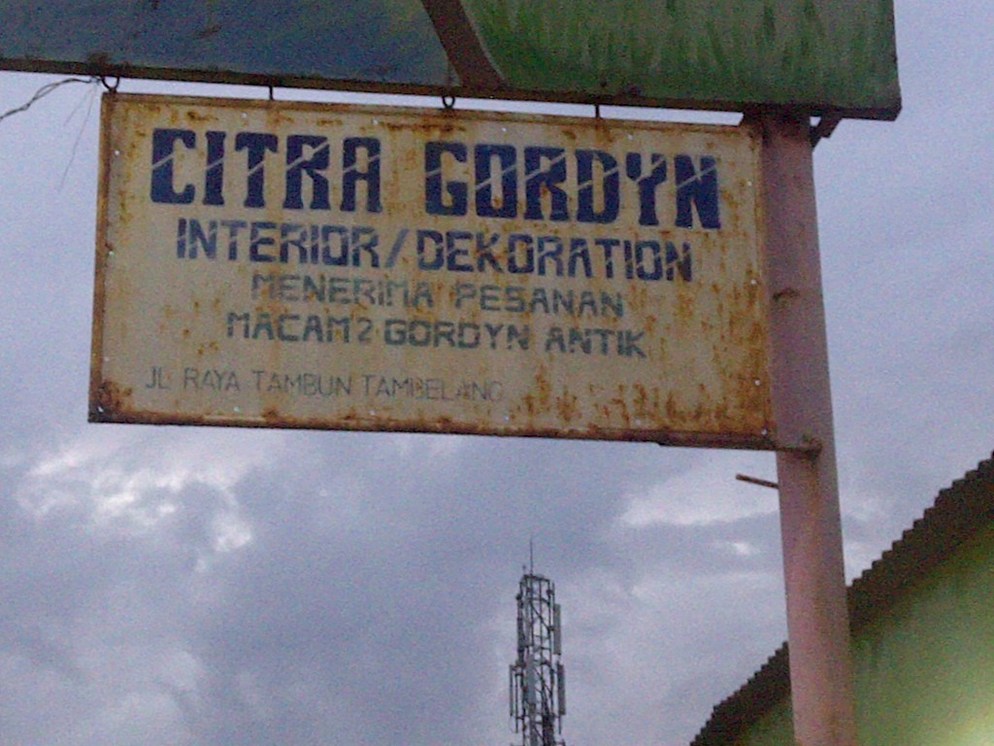 CITRA GORDYN
INTERIOR/DEKORATION
MENERIMA PESANAN
MACAM2 GORDYN ANTIK
JL RAYA TAMBUN TAMBELANG